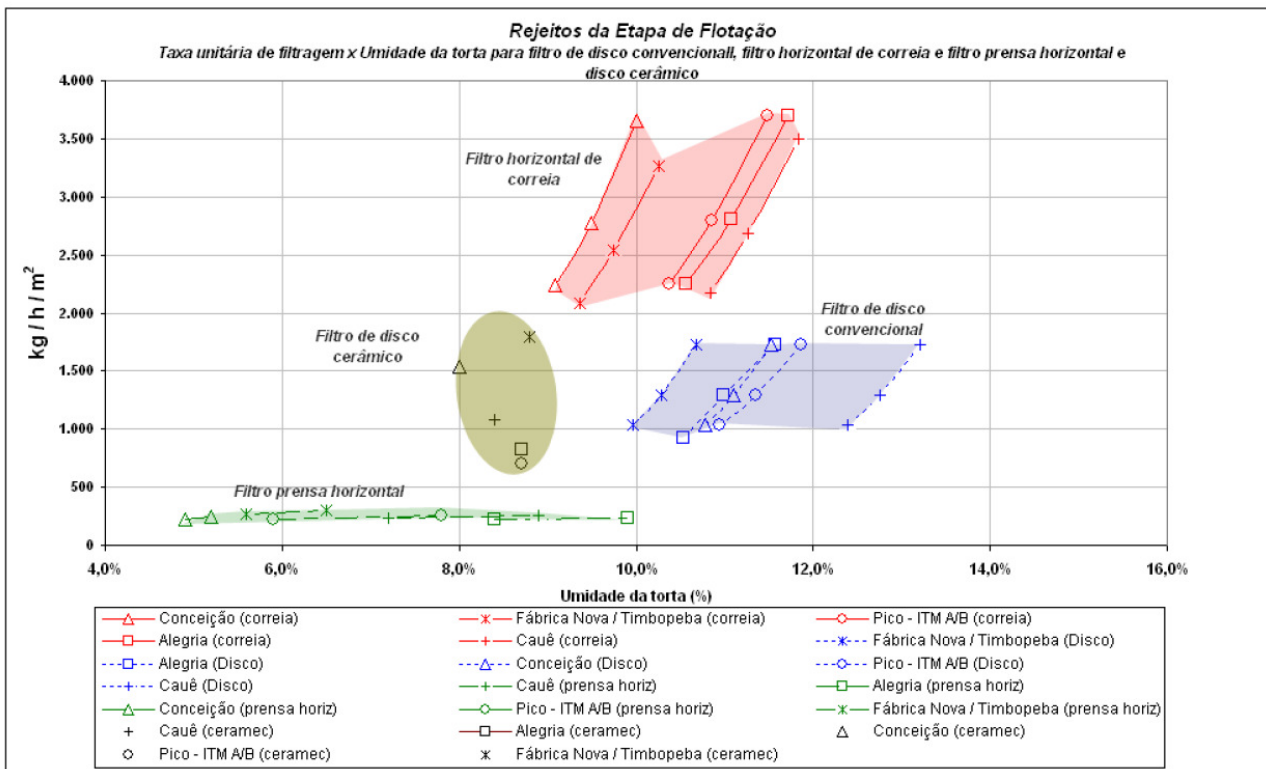 Rejeitos da Etapa de Flotação
Taxa unitária de filtragem x Umidade da torta para filtro de disco convencionall, filtro horizontal de correia e filtro prensa horizontal e
disco cerâmico
4.000
3.500
3.000
2.500
2.000
1.500
1.000
500
0
kg / h / m²
Filtro horizontal de
correia
Filtro de disco
convencional
Filtro de disco
cerâmico
Filtro prensa horizontal
4,0% 6,0% 8,0% 10,0% 12,0% 14,0% 16,0%
Umidade da torta (%)
Conceição (correia) Fábrica Nova / Timbopeba (correia) Pico - ITM A/B (correia)
Alegria (correia) Cauê (correia) Fábrica Nova / Timbopeba (Disco)
Alegria (Disco) Conceição (Disco) Pico - ITM A/B (Disco)
Cauê (Disco) Cauê (prensa horiz) Alegria (prensa horiz)
Conceição (prensa horiz) Pico - ITM A/B (prensa horiz) Fábrica Nova / Timbopeba (prensa horiz)
Cauê (ceramec) Alegria (ceramec) Conceição (ceramec)
Pico - ITM A/B (ceramec) Fábrica Nova / Timbopeba (ceramec)